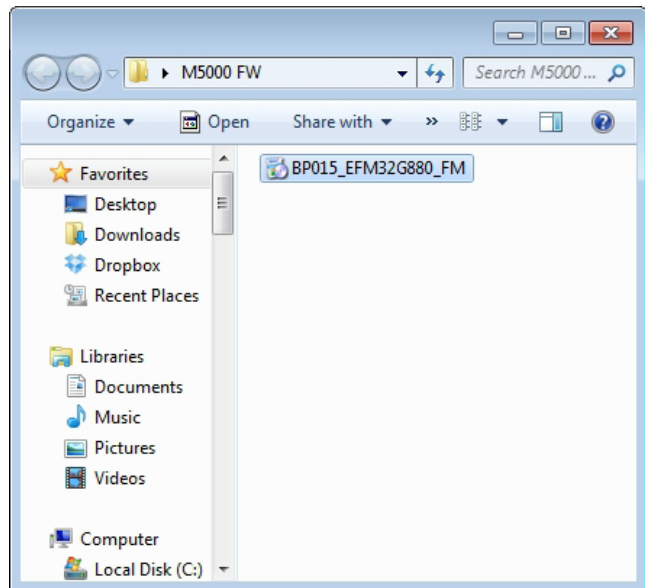 M5000 FW
Search M5000 ...
Organize
Open
Share with
»
Favorites
Desktop
Downloads
Dropbox
Recent Places
Libraries
Documents
Music
Pictures
Videos
Computer
Local Disk (C:)
BP015_EFM32G880_FM